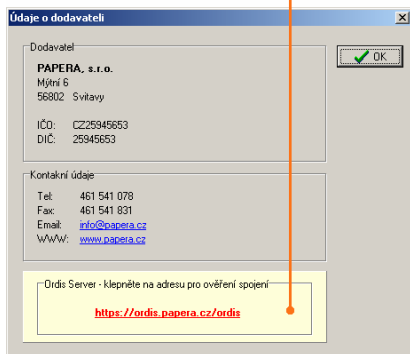 Údaje o dodavateli
Dodavatel
OK
PAPERA, s.r.o.
Mýtní 6
56802 Svitavy
IČO: CZ25945653
DIČ: 25945653
Kontakní údaje
Tel: 461 541 078
Fax: 461 541 831
Email: info@papera.cz
WWW: www.papera.cz
Ordis Server - klepněte na adresu pro ověření spojení
https://ordis.papera.cz/ordis